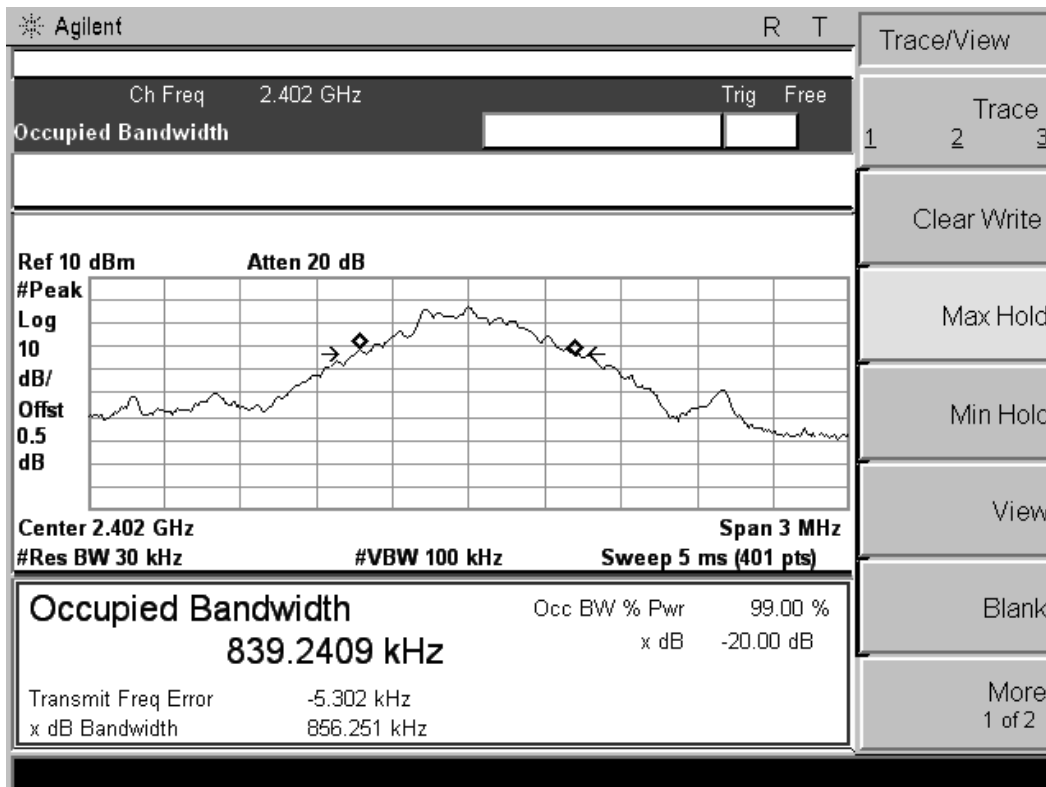 Agilent R T
Ch Freq 2.402 GHz Trig Free
Occupied Bandwidth
Ref 10 dBm Atten 20 dB
#Peak
Log
10
dB/
Offst
0.5
dB
Center 2.402 GHz Span 3 MHz
#Res BW 30 kHz #VBW 100 kHz Sweep 5 ms (401 pts)
Occupied Bandwidth
839.2409 kHz
Occ BW % Pwr 99.00 %
x dB -20.00 dB
Transmit Freq Error -5.302 kHz
x dB Bandwidth 856.251 kHz
Trace/View
Trace
1 2 3
Clear Write
Max Hold
Min Hold
View
Blank
More
1 of 2